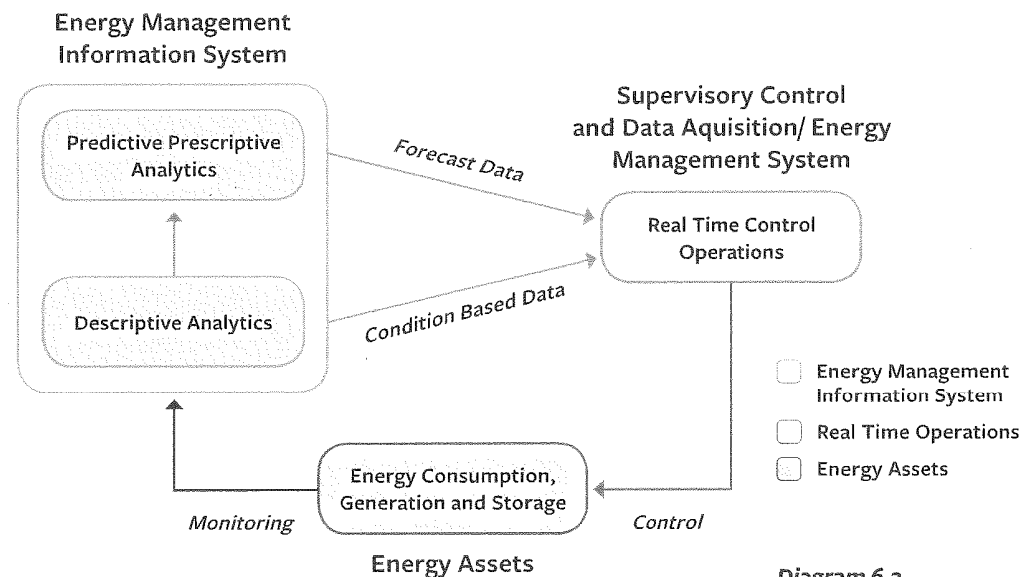 Energy Management
Information System
Predictive Prescriptive
Analytics
Descriptive Analytics
Forecast Data
Condition Based Data
Supervisory Control
and Data Aquisition/ Energy
Management System
Real Time Control
Operations
Energy Management
Information System
Real Time Operations
Energy Assets
Energy Consumption,
Generation and Storage
Monitoring
Control
Energy Assets
Diagram